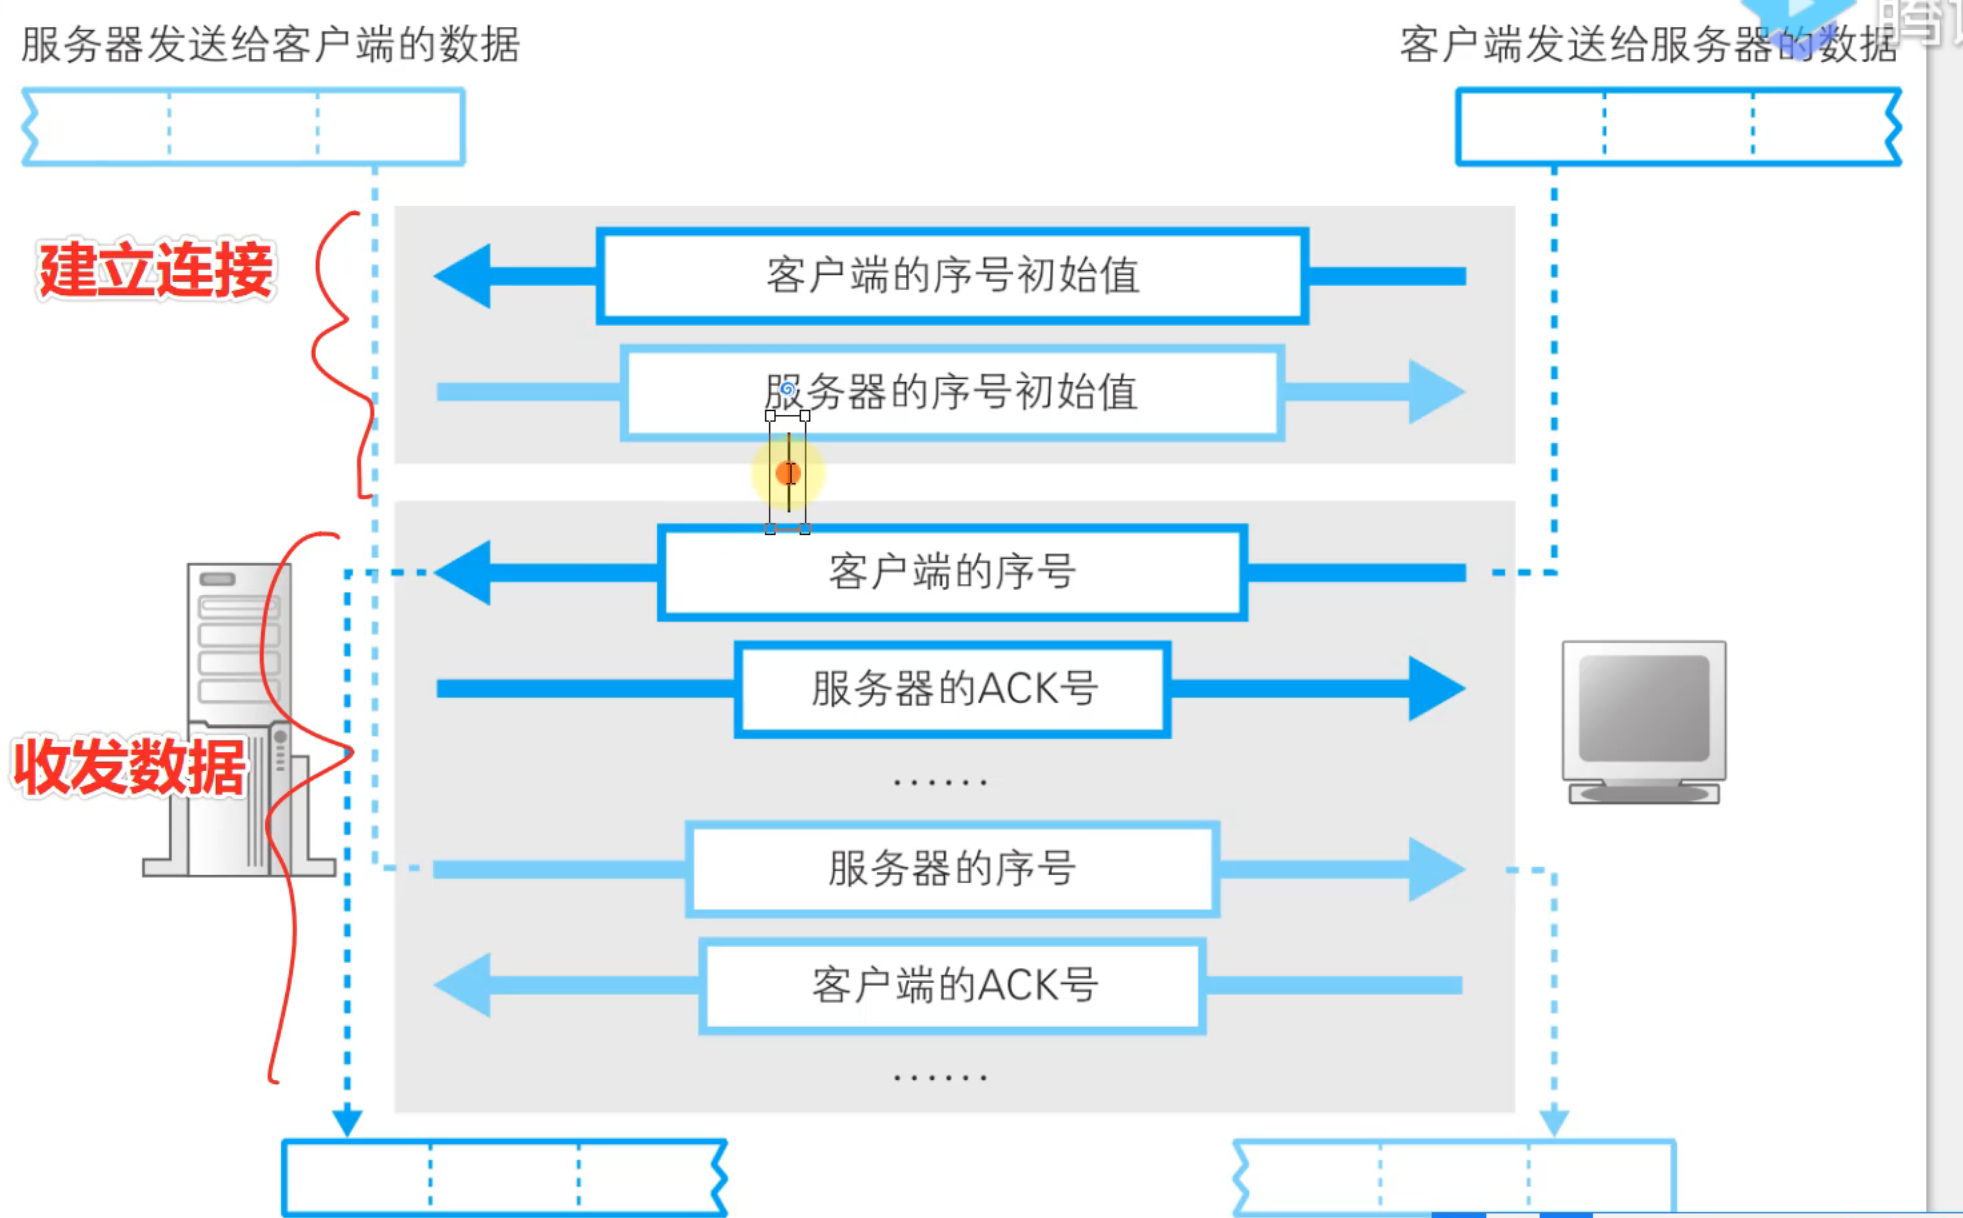 服务器发送给客户端的数据
客户端发送给服务器的数据
腾讯
建立连接
客户端的序号初始值
服务器的序号初始值
客户端的序号
服务器的ACK号
......
收发数据
服务器的序号
客户端的ACK号
......